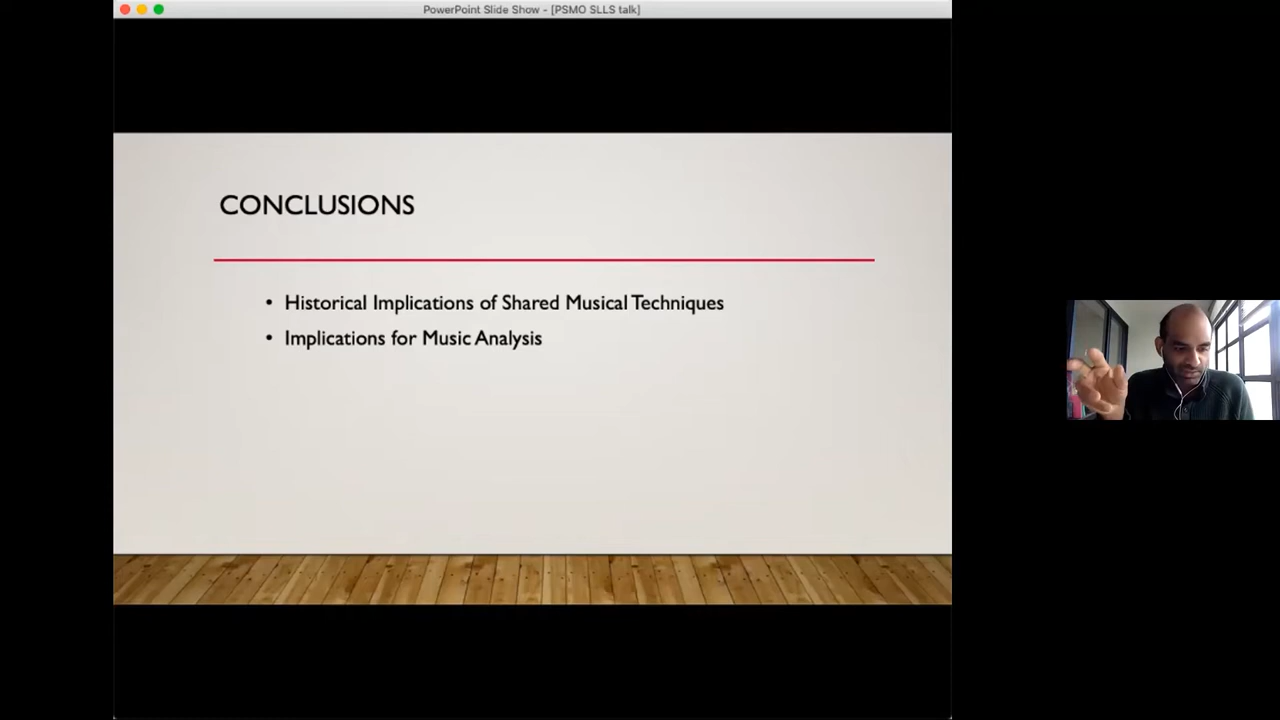 PowerPoint Slide Show - [PSMO SLLS talk]
CONCLUSIONS
• Historical Implications of Shared Musical Techniques
• Implications for Music Analysis